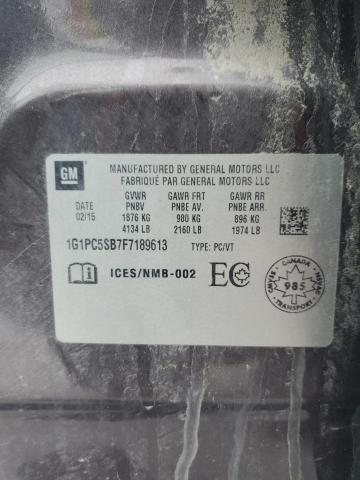 GM
MANUFACTURED BY GENERAL MOTORS LLC
FABRIQUÉ PAR GENERAL MOTORS LLC
GVWR GAWR FRT GAWR RR
DATE PNBV PNBE AV. PNBE ARR.
02/15 1876 KG 980 KG 896 KG
4134 LB 2160 LB 1974 LB
1G1PC5SB7F7189613 TYPE: PC/VT
i ICES/NMB-002 EC
CANADA
985
CMVSS NSVAC